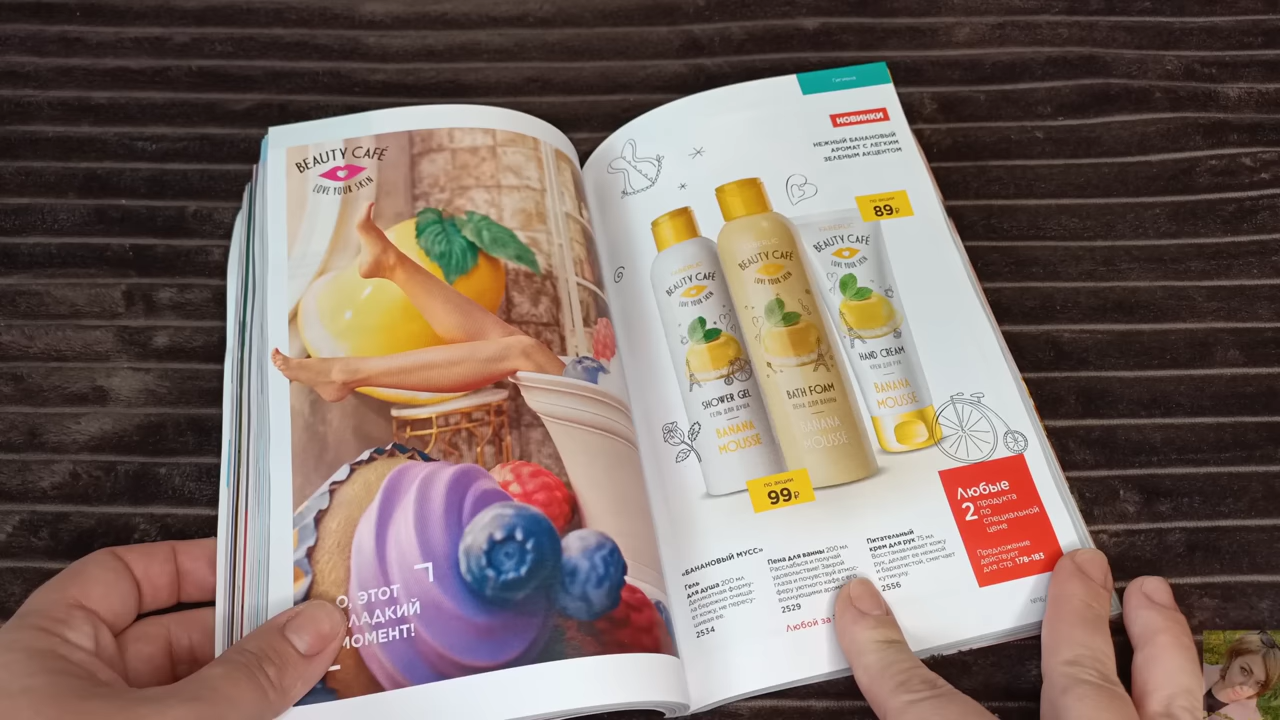 BEAUTY CAFÉ
LOVE YOUR SKIN
ЭТОТ
МОМЕНТ!
Гигиена
НОВИНКИ
НЕЖНЫЙ БАНАНОВЫЙ
АРОМАТ С ЛЕГКИМ
ЗЕЛЕНЫМ АКЦЕНТОМ
по акции
89 ₽
BEAUTY CAFÉ
LOVE YOUR SKIN
SHOWER GEL
ГЕЛЬ ДЛЯ ДУША
BANANA
MOUSSE
FABERLIC
BEAUTY CAFÉ
LOVE YOUR SKIN
BATH FOAM
ПЕНА ДЛЯ ВАННЫ
BANANA
MOUSSE
FABERLIC
BEAUTY CAFÉ
LOVE YOUR SKIN
HAND CREAM
КРЕМ ДЛЯ РУК
BANANA
MOUSSE
по акции
99 ₽
Любые
2 продукта
по
специальной
цене
Предложение
действует
для стр. 178-183
«БАНАНОВЫЙ МУСС»
Гель
для душа 200 мл
Деликатная форму-
ла бережно очища-
ет кожу, не пересу-
шивая ее.
2534
Пена для ванны 200 мл
Расслабься и получай
удовольствие! Закрой
глаза и почувствуй атмос-
феру уютного кафе с его
волнующими
2529
Любой за
Питательный
крем для рук 75 мл
Восстанавливает кожу
рук, делает ее нежной
и бархатистой, смягчает
кутикулу.
2556